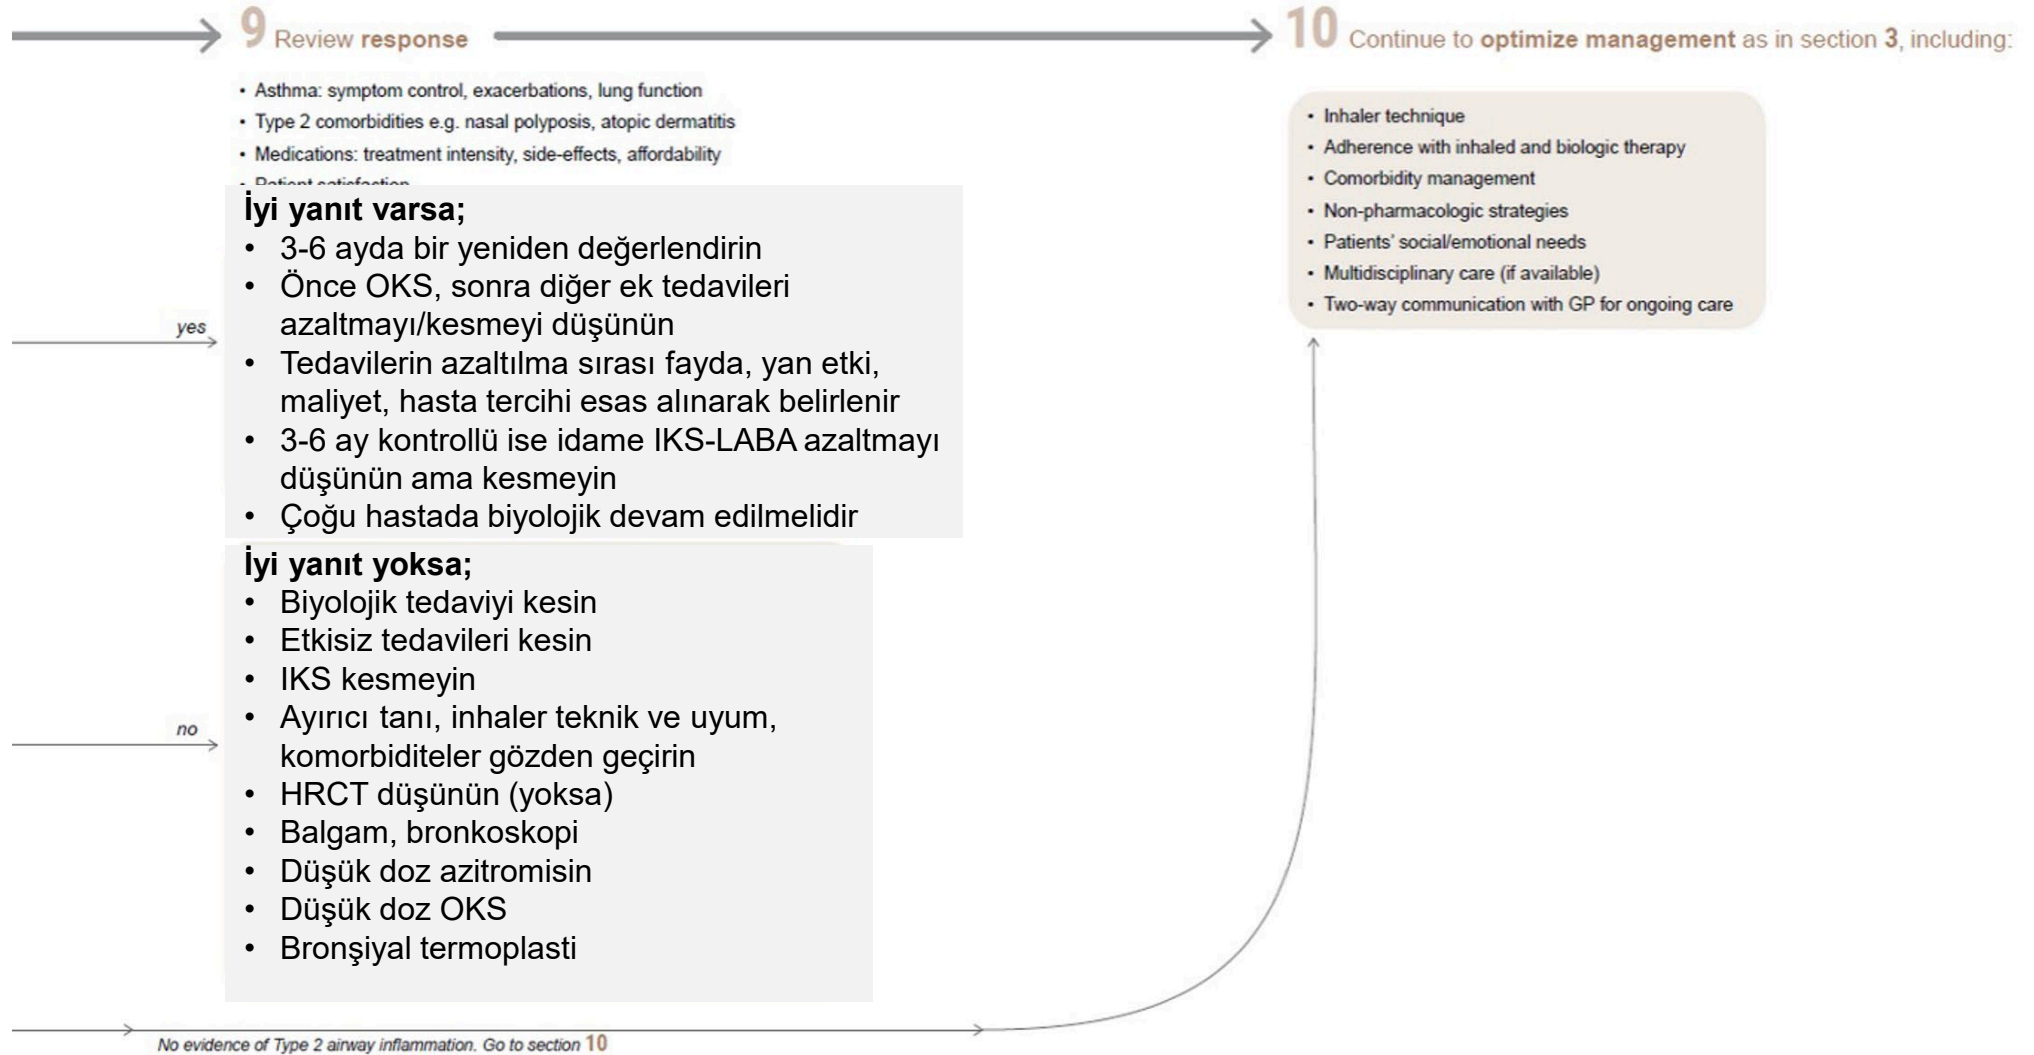 9 Review response
• Asthma: symptom control, exacerbations, lung function
• Type 2 comorbidities e.g. nasal polyposis, atopic dermatitis
• Medications: treatment intensity, side-effects, affordability
• Patient satisfaction
yes
İyi yanıt varsa;
• 3-6 ayda bir yeniden değerlendirin
• Önce OKS, sonra diğer ek tedavileri
azaltmayı/kesmeyi düşünün
• Tedavilerin azaltılma sırası fayda, yan etki,
maliyet, hasta tercihi esas alınarak belirlenir
• 3-6 ay kontrollü ise idame IKS-LABA azaltmayı
düşünün ama kesmeyin
• Çoğu hastada biyolojik devam edilmelidir
no
İyi yanıt yoksa;
• Biyolojik tedaviyi kesin
• Etkisiz tedavileri kesin
• IKS kesmeyin
• Ayırıcı tanı, inhaler teknik ve uyum,
komorbiditeler gözden geçirin
• HRCT düşünün (yoksa)
• Balgam, bronkoskopi
• Düşük doz azitromisin
• Düşük doz OKS
• Bronşiyal termoplasti
No evidence of Type 2 airway inflammation. Go to section 10
10 Continue to optimize management as in section 3, including:
• Inhaler technique
• Adherence with inhaled and biologic therapy
• Comorbidity management
• Non-pharmacologic strategies
• Patients' social/emotional needs
• Multidisciplinary care (if available)
• Two-way communication with GP for ongoing care